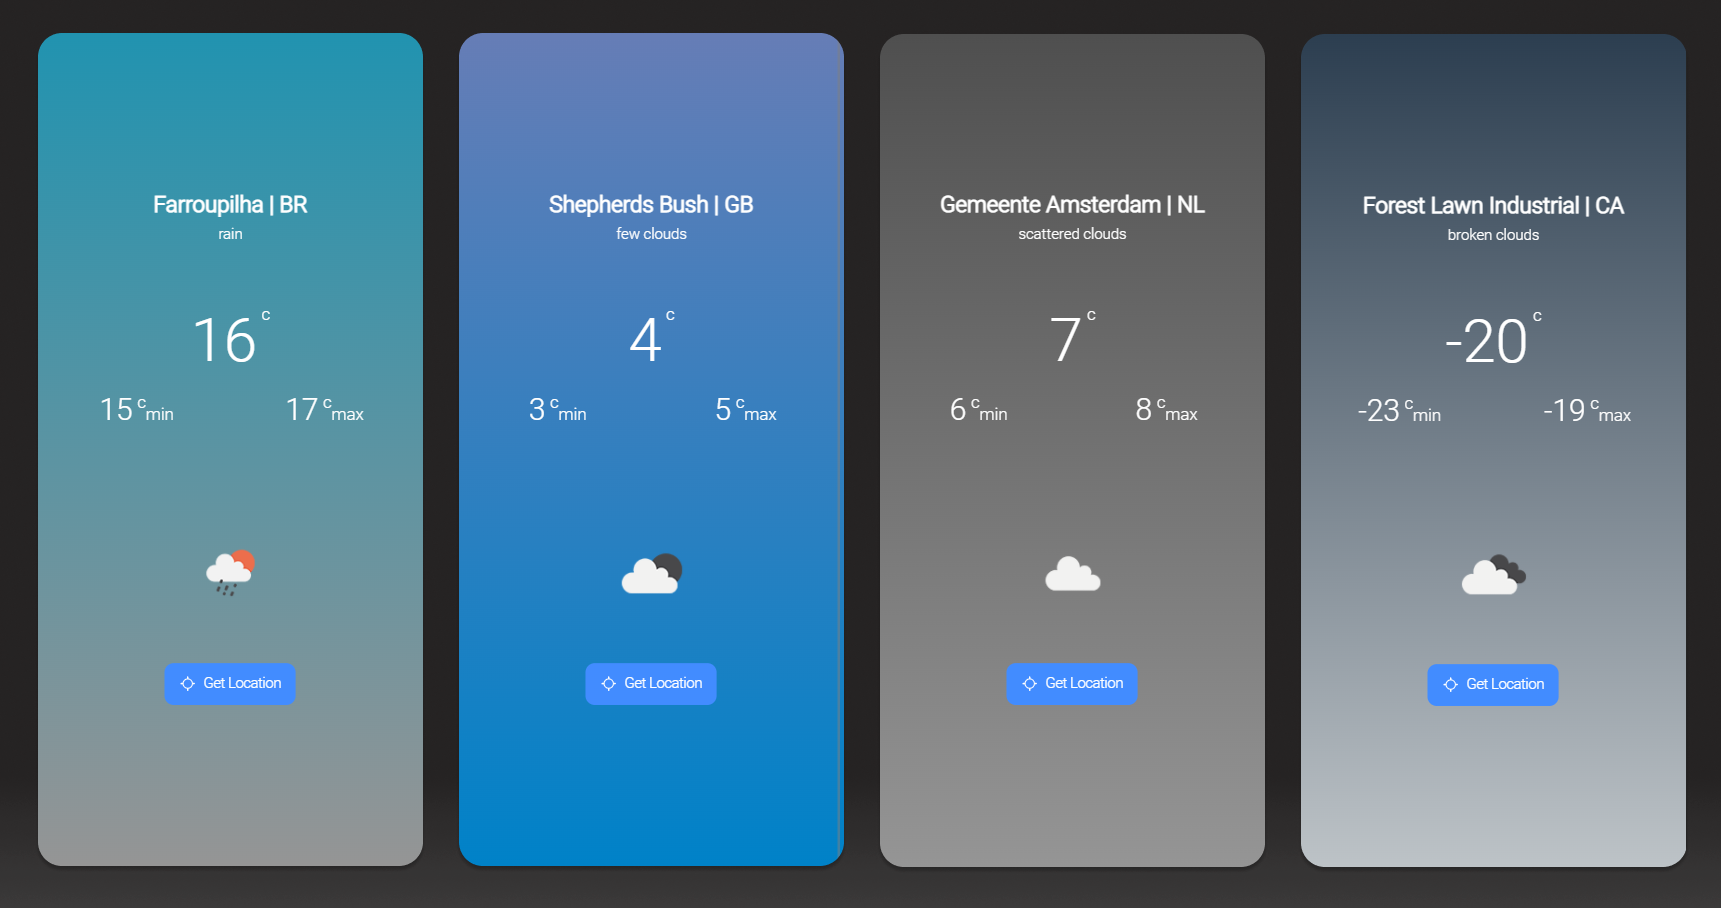 Farroupilha | BR
rain
16 c
15 c min 17 c max
Get Location
Shepherds Bush | GB
few clouds
4 c
3 c min 5 c max
Get Location
Gemeente Amsterdam | NL
scattered clouds
7 c
6 c min 8 c max
Get Location
Forest Lawn Industrial | CA
broken clouds
-20 c
-23 c min -19 c max
Get Location